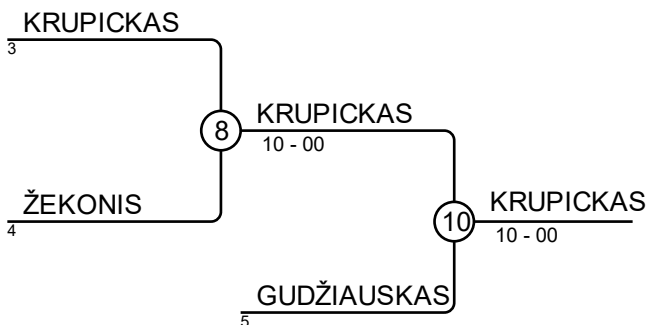 KRUPICKAS
3
8
KRUPICKAS
10 - 00
ŽEKONIS
4
10
KRUPICKAS
10 - 00
GUDŽIAUSKAS
5